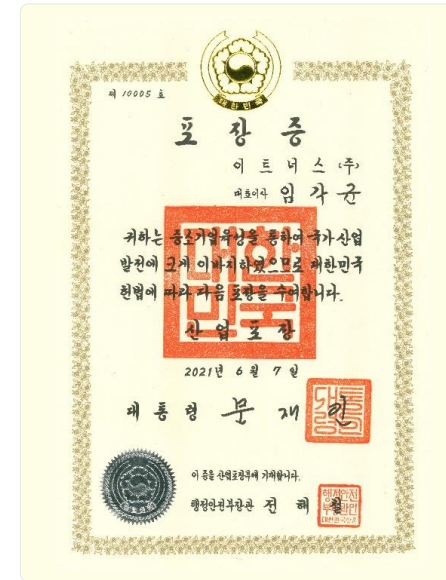 대한민국
제 10005 호
포장증
이트너스(주)
대표이사 임각균
귀하는 중소기업육성을 통하여 국가산업
발전에 크게 이바지하였으므로 대한민국
헌법에 따라 다음 포장을 수여합니다.
산업포장
2021년 6월 7일
대통령 문재인
이 증을 산업포장부에 기재합니다.
행정안전부장관 전해철